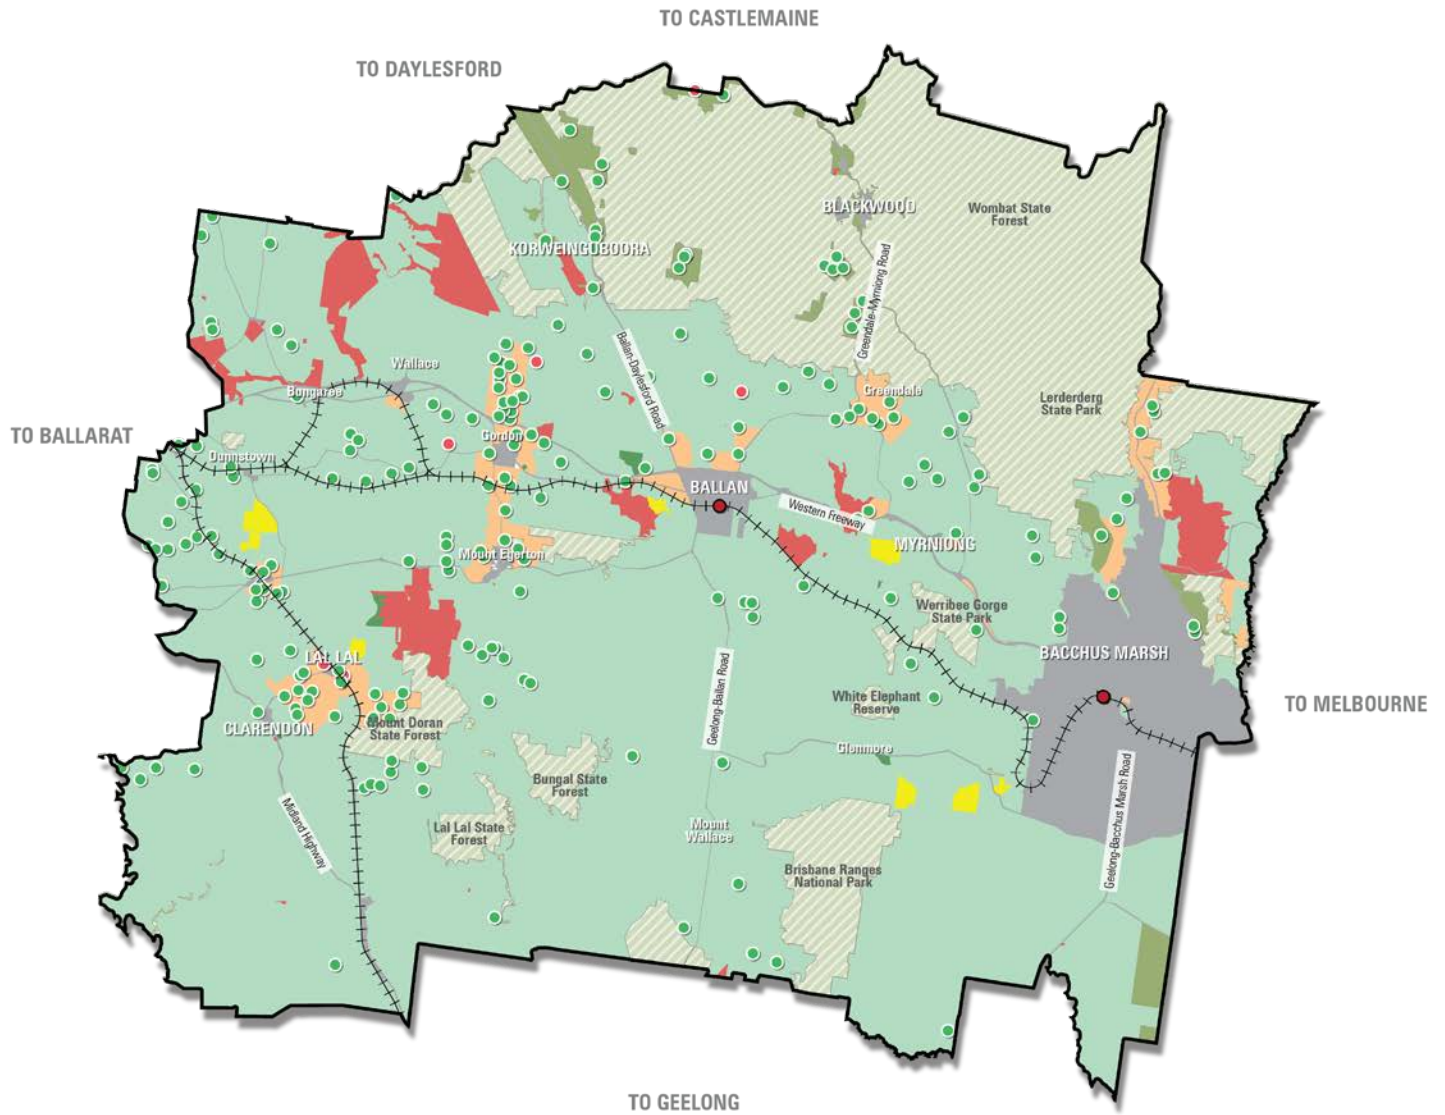 TO CASTLEMAINE
TO DAYLESFORD
BLACKWOOD
Wombat State
Forest
KORWEINGUBOORA
Greendale-Myrniong Road
Ballan-Daylesford Road
Wallace
Bungaree
Greendale
Lerderderg
State Park
TO BALLARAT
Gordon
Dunnstown
BALLAN
Western Freeway
MYRNIONG
Mount Egerton
Werribee Gorge
State Park
LAL LAL
BACCHUS MARSH
Geelong-Ballan Road
White Elephant
Reserve
TO MELBOURNE
CLARENDON
Mount Doran
State Forest
Glenmore
Bungal State
Forest
Geelong-Bacchus Marsh Road
Midland Highway
Lal Lal State
Forest
Mount
Wallace
Brisbane Ranges
National Park
TO GEELONG